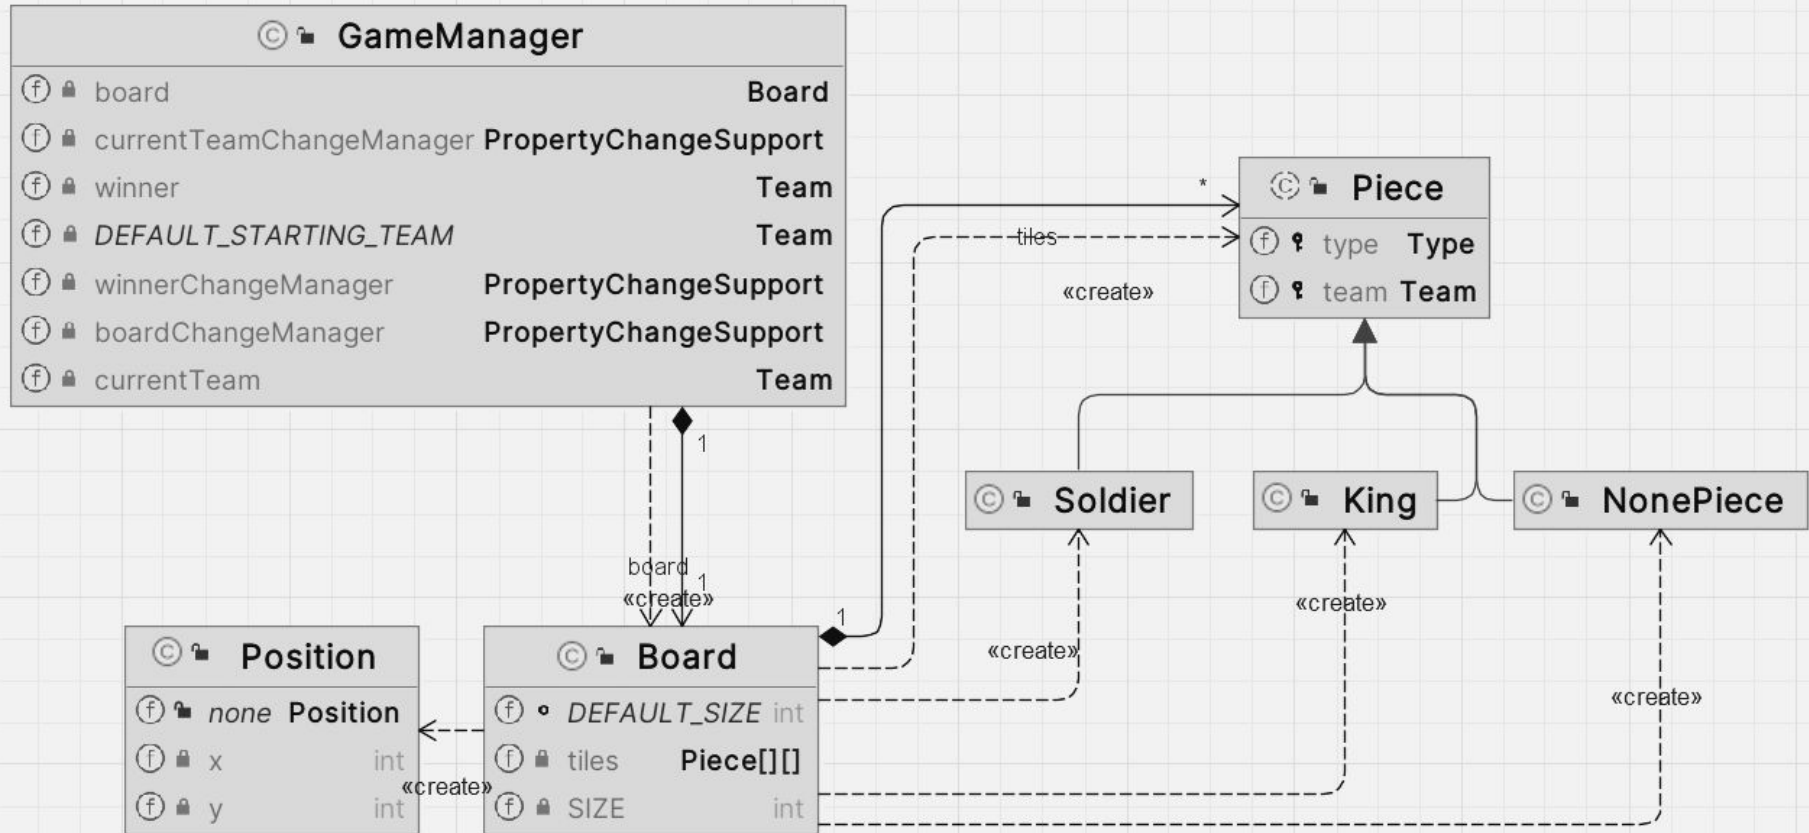 GameManager
board Board
currentTeamChangeManager PropertyChangeSupport
winner Team
DEFAULT_STARTING_TEAM Team
winnerChangeManager PropertyChangeSupport
boardChangeManager PropertyChangeSupport
currentTeam Team
*
Piece
tiles
type Type
«create»
team Team
1
Soldier
King
NonePiece
board
1
«create»
«create»
1
Position
Board
«create»
none Position
DEFAULT_SIZE int
«create»
x int
tiles Piece[][]
«create»
y int
SIZE int